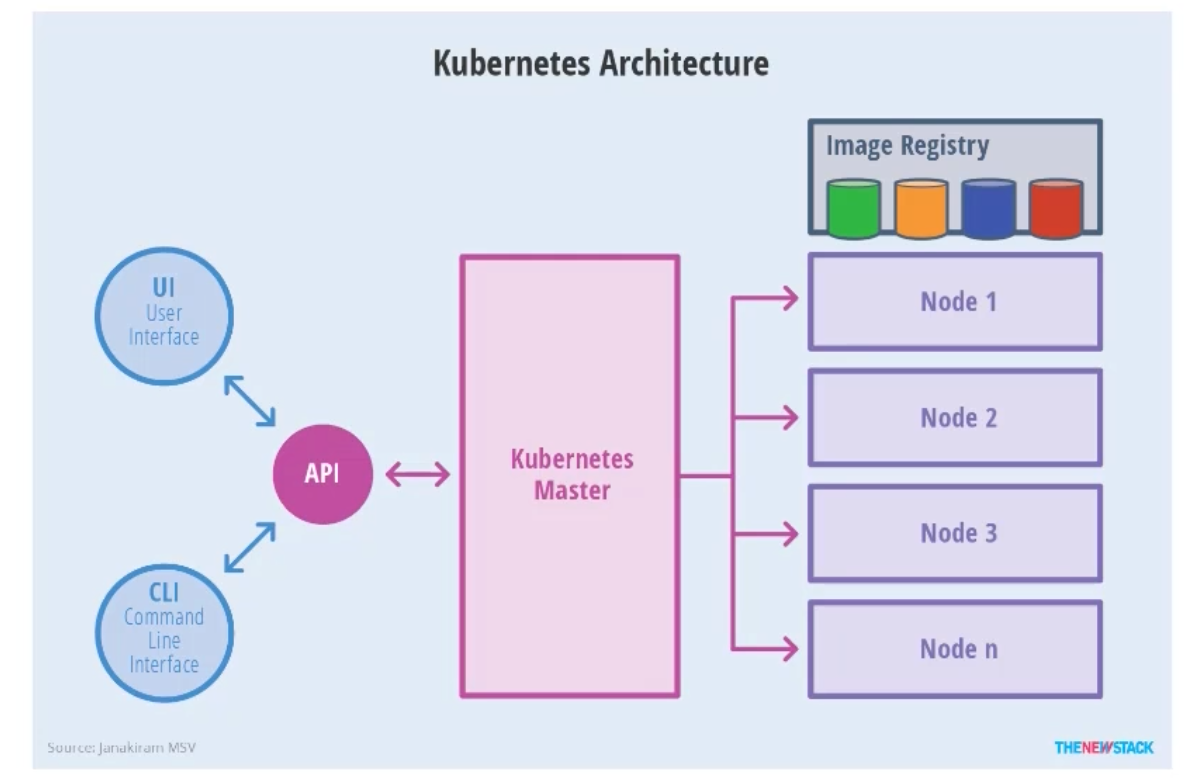 Kubernetes Architecture
Image Registry
UI
User
Interface
API
CLI
Command
Line
Interface
Kubernetes
Master
Node 1
Node 2
Node 3
Node n
Source: Janakiram MSV
THENEWSTACK